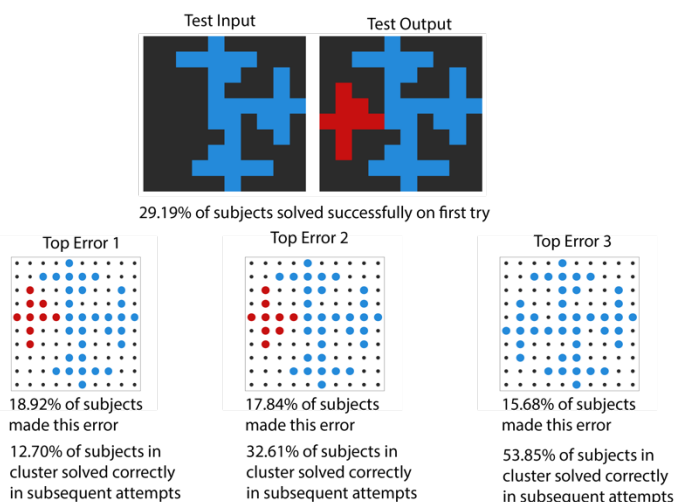 Test Input
Test Output
29.19% of subjects solved successfully on first try
Top Error 1
Top Error 2
Top Error 3
18.92% of subjects
made this error
17.84% of subjects
made this error
15.68% of subjects
made this error
12.70% of subjects in
cluster solved correctly
in subsequent attempts
32.61% of subjects in
cluster solved correctly
in subsequent attempts
53.85% of subjects in
cluster solved correctly
in subsequent attempts